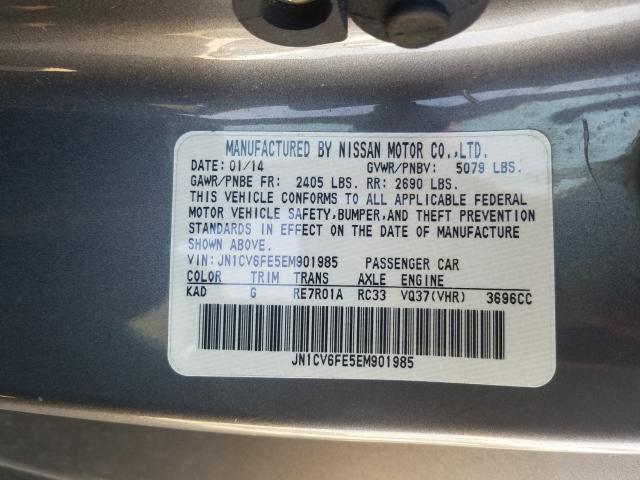 MANUFACTURED BY NISSAN MOTOR CO.,LTD.
DATE: 01/14 GVWR/PNBV: 5079 LBS.
GAWR/PNBE FR: 2405 LBS. RR: 2690 LBS.
THIS VEHICLE CONFORMS TO ALL APPLICABLE FEDERAL
MOTOR VEHICLE SAFETY,BUMPER,AND THEFT PREVENTION
STANDARDS IN EFFECT ON THE DATE OF MANUFACTURE
SHOWN ABOVE.
VIN:JN1CV6FE5EM901985 PASSENGER CAR
COLOR TRIM TRANS AXLE ENGINE
KAD G RE7R01A RC33 VQ37(VHR) 3696CC
JN1CV6FE5EM901985